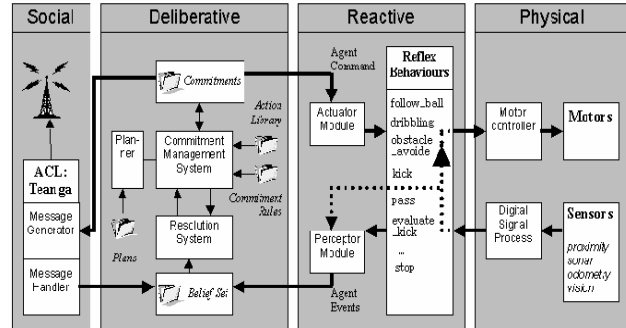 Social
Deliberative
Reactive
Physical
Commitments
Agent
Command
Reflex
Behaviours
Action
Library
Plan-
ner
Commitment
Management
System
Actuator
Module
follow_ball
dribbling
obstacle
_avoide
kick
pass
evaluate
_kick
...
stop
Motor
controller
Motors
ACL:
Teanga
Message
Generator
Commitment
Rules
Plans
Resolution
System
Perceptor
Module
Digital
Signal
Process
Sensors
proximity
sonar
odometry
vision
Message
Handler
Belief Set
Agent
Events